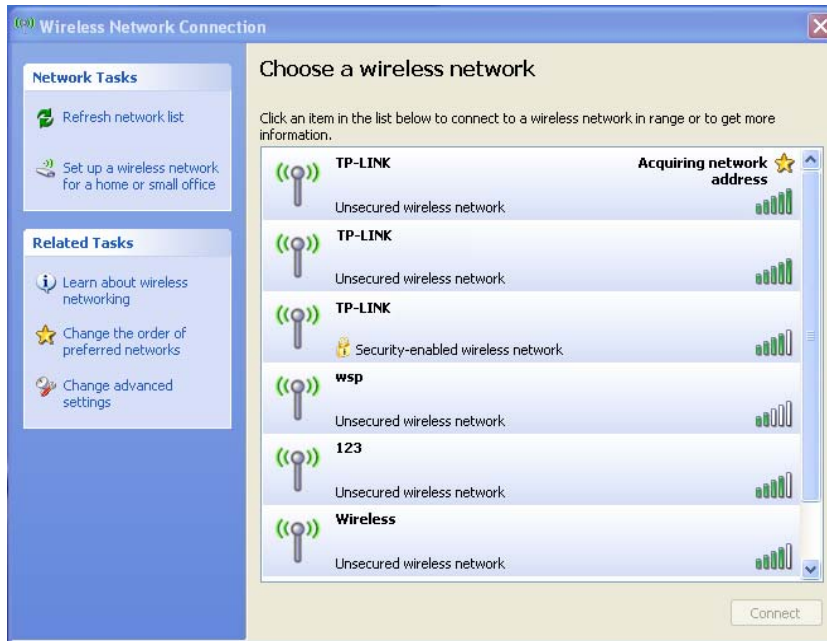 Wireless Network Connection
Network Tasks
Refresh network list
Set up a wireless network
for a home or small office
Related Tasks
Learn about wireless
networking
Change the order of
preferred networks
Change advanced
settings
Choose a wireless network
Click an item in the list below to connect to a wireless network in range or to get more
information.
TP-LINK
Acquiring network
address
Unsecured wireless network
TP-LINK
Unsecured wireless network
TP-LINK
Security-enabled wireless network
wsp
Unsecured wireless network
123
Unsecured wireless network
Wireless
Unsecured wireless network
Connect